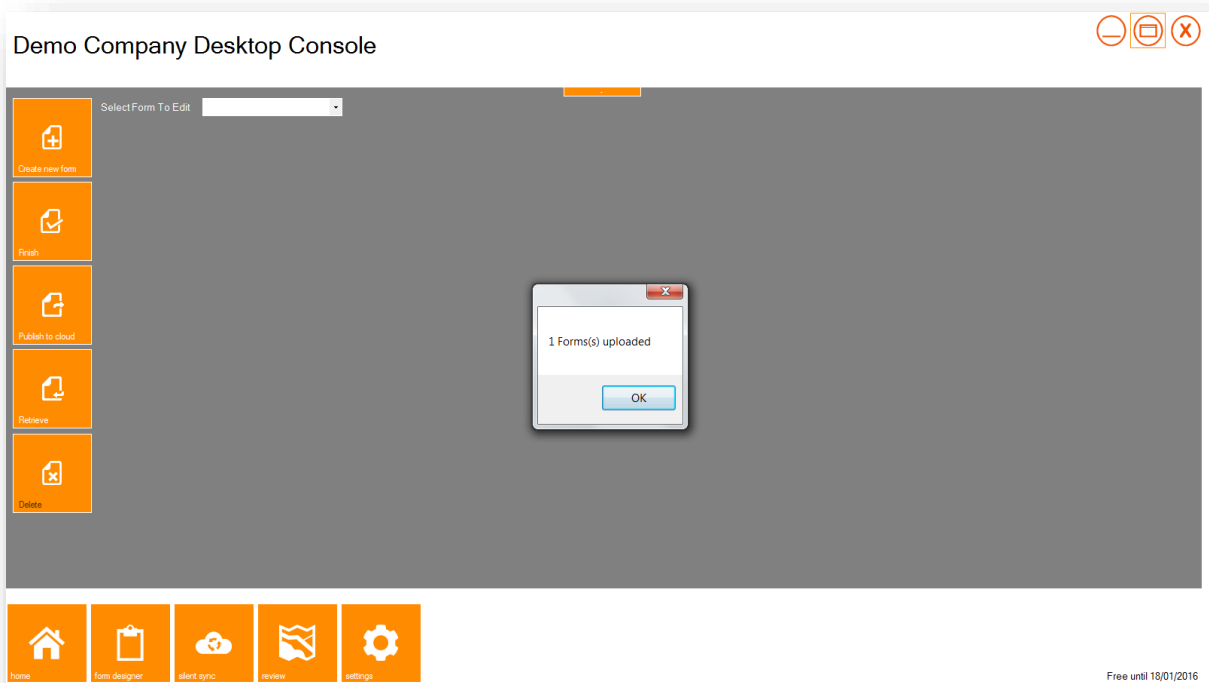 Demo Company Desktop Console
X
Select Form To Edit
Create new form
Finish
Publish to cloud
Retrieve
Delete
X
1 Forms(s) uploaded
OK
home
form designer
silent sync
review
settings
Free until 18/01/2016